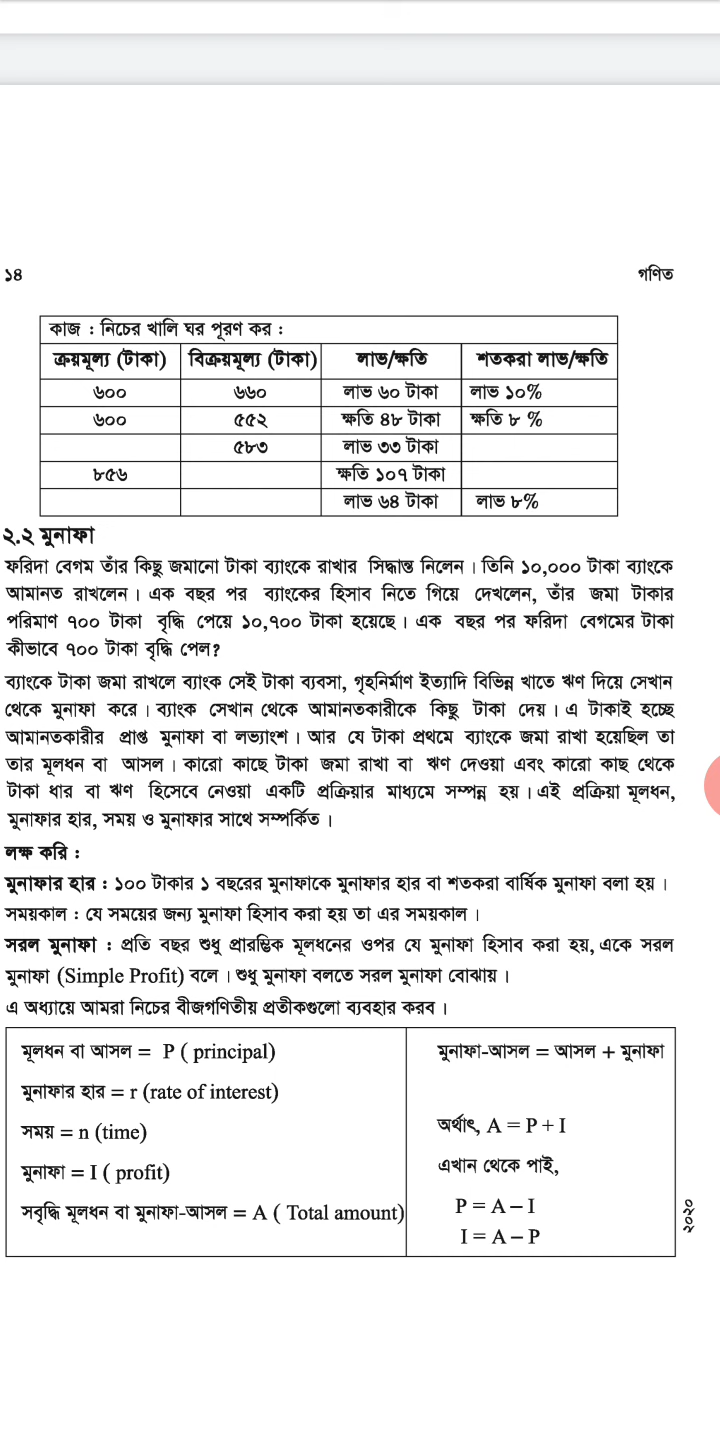 ১৪ গণিত
কাজ : নিচের খালি ঘর পূরণ কর :
ক্রয়মূল্য (টাকা) বিক্রয়মূল্য (টাকা) লাভ/ক্ষতি শতকরা লাভ/ক্ষতি
৬০০ ৬৬০ লাভ ৬০ টাকা লাভ ১০%
৬০০ ৫৫২ ক্ষতি ৪৮ টাকা ক্ষতি ৮ %
৫৮৩ লাভ ৩৩ টাকা
৮৫৬ ক্ষতি ১০৭ টাকা
লাভ ৬৪ টাকা লাভ ৮%
২.২ মুনাফা
ফরিদা বেগম তাঁর কিছু জমানো টাকা ব্যাংকে রাখার সিদ্ধান্ত নিলেন। তিনি ১০,০০০ টাকা ব্যাংকে
আমানত রাখলেন। এক বছর পর ব্যাংকের হিসাব নিতে গিয়ে দেখলেন, তাঁর জমা টাকার
পরিমাণ ৭০০ টাকা বৃদ্ধি পেয়ে ১০,৭০০ টাকা হয়েছে। এক বছর পর ফরিদা বেগমের টাকা
কীভাবে ৭০০ টাকা বৃদ্ধি পেল?
ব্যাংকে টাকা জমা রাখলে ব্যাংক সেই টাকা ব্যবসা, গৃহনির্মাণ ইত্যাদি বিভিন্ন খাতে ঋণ দিয়ে সেখান
থেকে মুনাফা করে। ব্যাংক সেখান থেকে আমানতকারীকে কিছু টাকা দেয়। এ টাকাই হচ্ছে
আমানতকারীর প্রাপ্ত মুনাফা বা লভ্যাংশ। আর যে টাকা প্রথমে ব্যাংকে জমা রাখা হয়েছিল তা
তার মূলধন বা আসল। কারো কাছে টাকা জমা রাখা বা ঋণ দেওয়া এবং কারো কাছ থেকে
টাকা ধার বা ঋণ হিসেবে নেওয়া একটি প্রক্রিয়ার মাধ্যমে সম্পন্ন হয়। এই প্রক্রিয়া মূলধন,
মুনাফার হার, সময় ও মুনাফার সাথে সম্পর্কিত।
লক্ষ করি :
মুনাফার হার : ১০০ টাকার ১ বছরের মুনাফাকে মুনাফার হার বা শতকরা বার্ষিক মুনাফা বলা হয়।
সময়কাল : যে সময়ের জন্য মুনাফা হিসাব করা হয় তা এর সময়কাল।
সরল মুনাফা : প্রতি বছর শুধু প্রারম্ভিক মূলধনের ওপর যে মুনাফা হিসাব করা হয়, একে সরল
মুনাফা (Simple Profit) বলে। শুধু মুনাফা বলতে সরল মুনাফা বোঝায়।
এ অধ্যায়ে আমরা নিচের বীজগণিতীয় প্রতীকগুলো ব্যবহার করব।
মূলধন বা আসল = P ( principal)
মুনাফার হার = r (rate of interest)
সময় = n (time)
মুনাফা = I ( profit)
সবৃদ্ধি মূলধন বা মুনাফা-আসল = A ( Total amount)
মুনাফা-আসল = আসল + মুনাফা
অর্থাৎ, A = P + I
এখান থেকে পাই,
P = A – I
I = A – P
২০২০